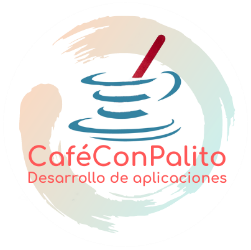 CaféConPalito
Desarrollo de aplicaciones